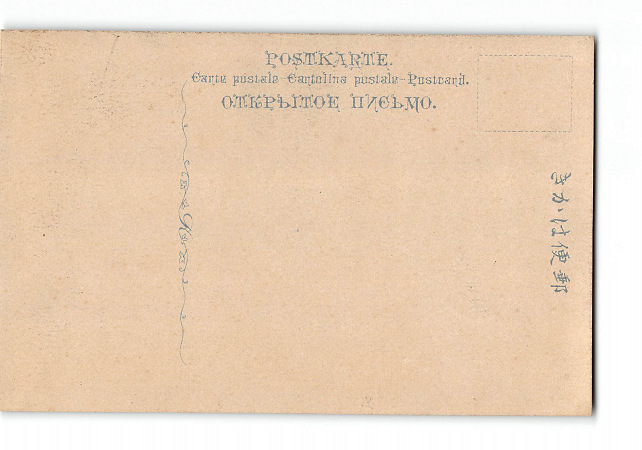 POSTKARTE.
Carte postale-Cartolina postale-Postcard.
ОТКРЫТОЕ ПИСЬМО.
きかは便郵